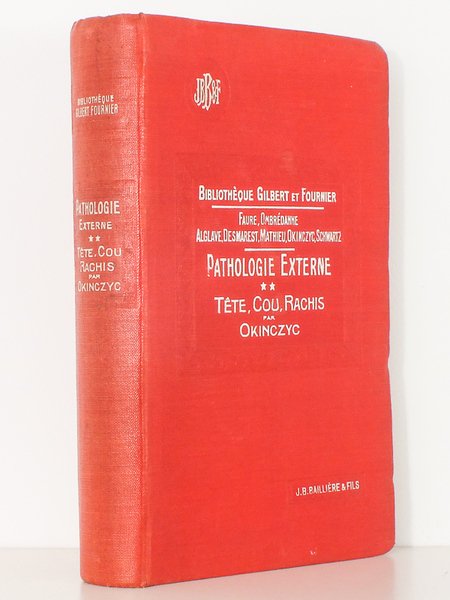 BIBLIOTHÈQUE
GILBERT FOURNIER
PATHOLOGIE
EXTERNE
★★
TÊTE, COU
RACHIS
PAR
OKINCZYC
BIBLIOTHÈQUE GILBERT ET FOURNIER
FAURE, OMBRÉDANNE
ALGLAVE, DESMAREST, MATHIEU, OKINCZYC, SCHWARTZ
PATHOLOGIE EXTERNE
★★
TÊTE, COU, RACHIS
PAR
OKINCZYC
J.B. BAILLIÈRE & FILS